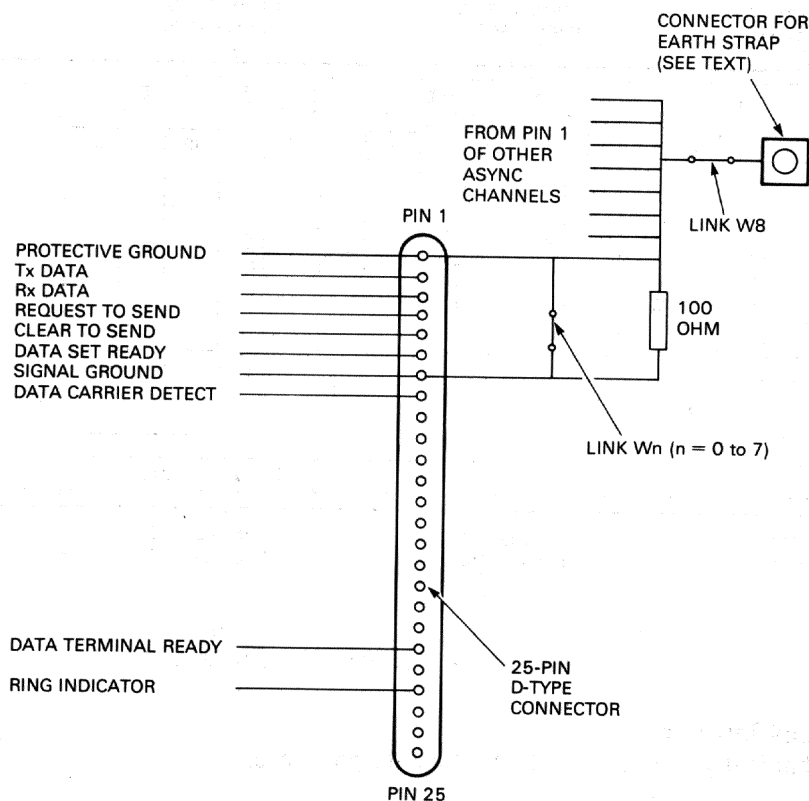 CONNECTOR FOR
EARTH STRAP
(SEE TEXT)
FROM PIN 1
OF OTHER
ASYNC
CHANNELS
LINK W8
PIN 1
PROTECTIVE GROUND
Tx DATA
Rx DATA
REQUEST TO SEND
CLEAR TO SEND
DATA SET READY
SIGNAL GROUND
DATA CARRIER DETECT
100
OHM
LINK Wn (n = 0 to 7)
DATA TERMINAL READY
RING INDICATOR
25-PIN
D-TYPE
CONNECTOR
PIN 25